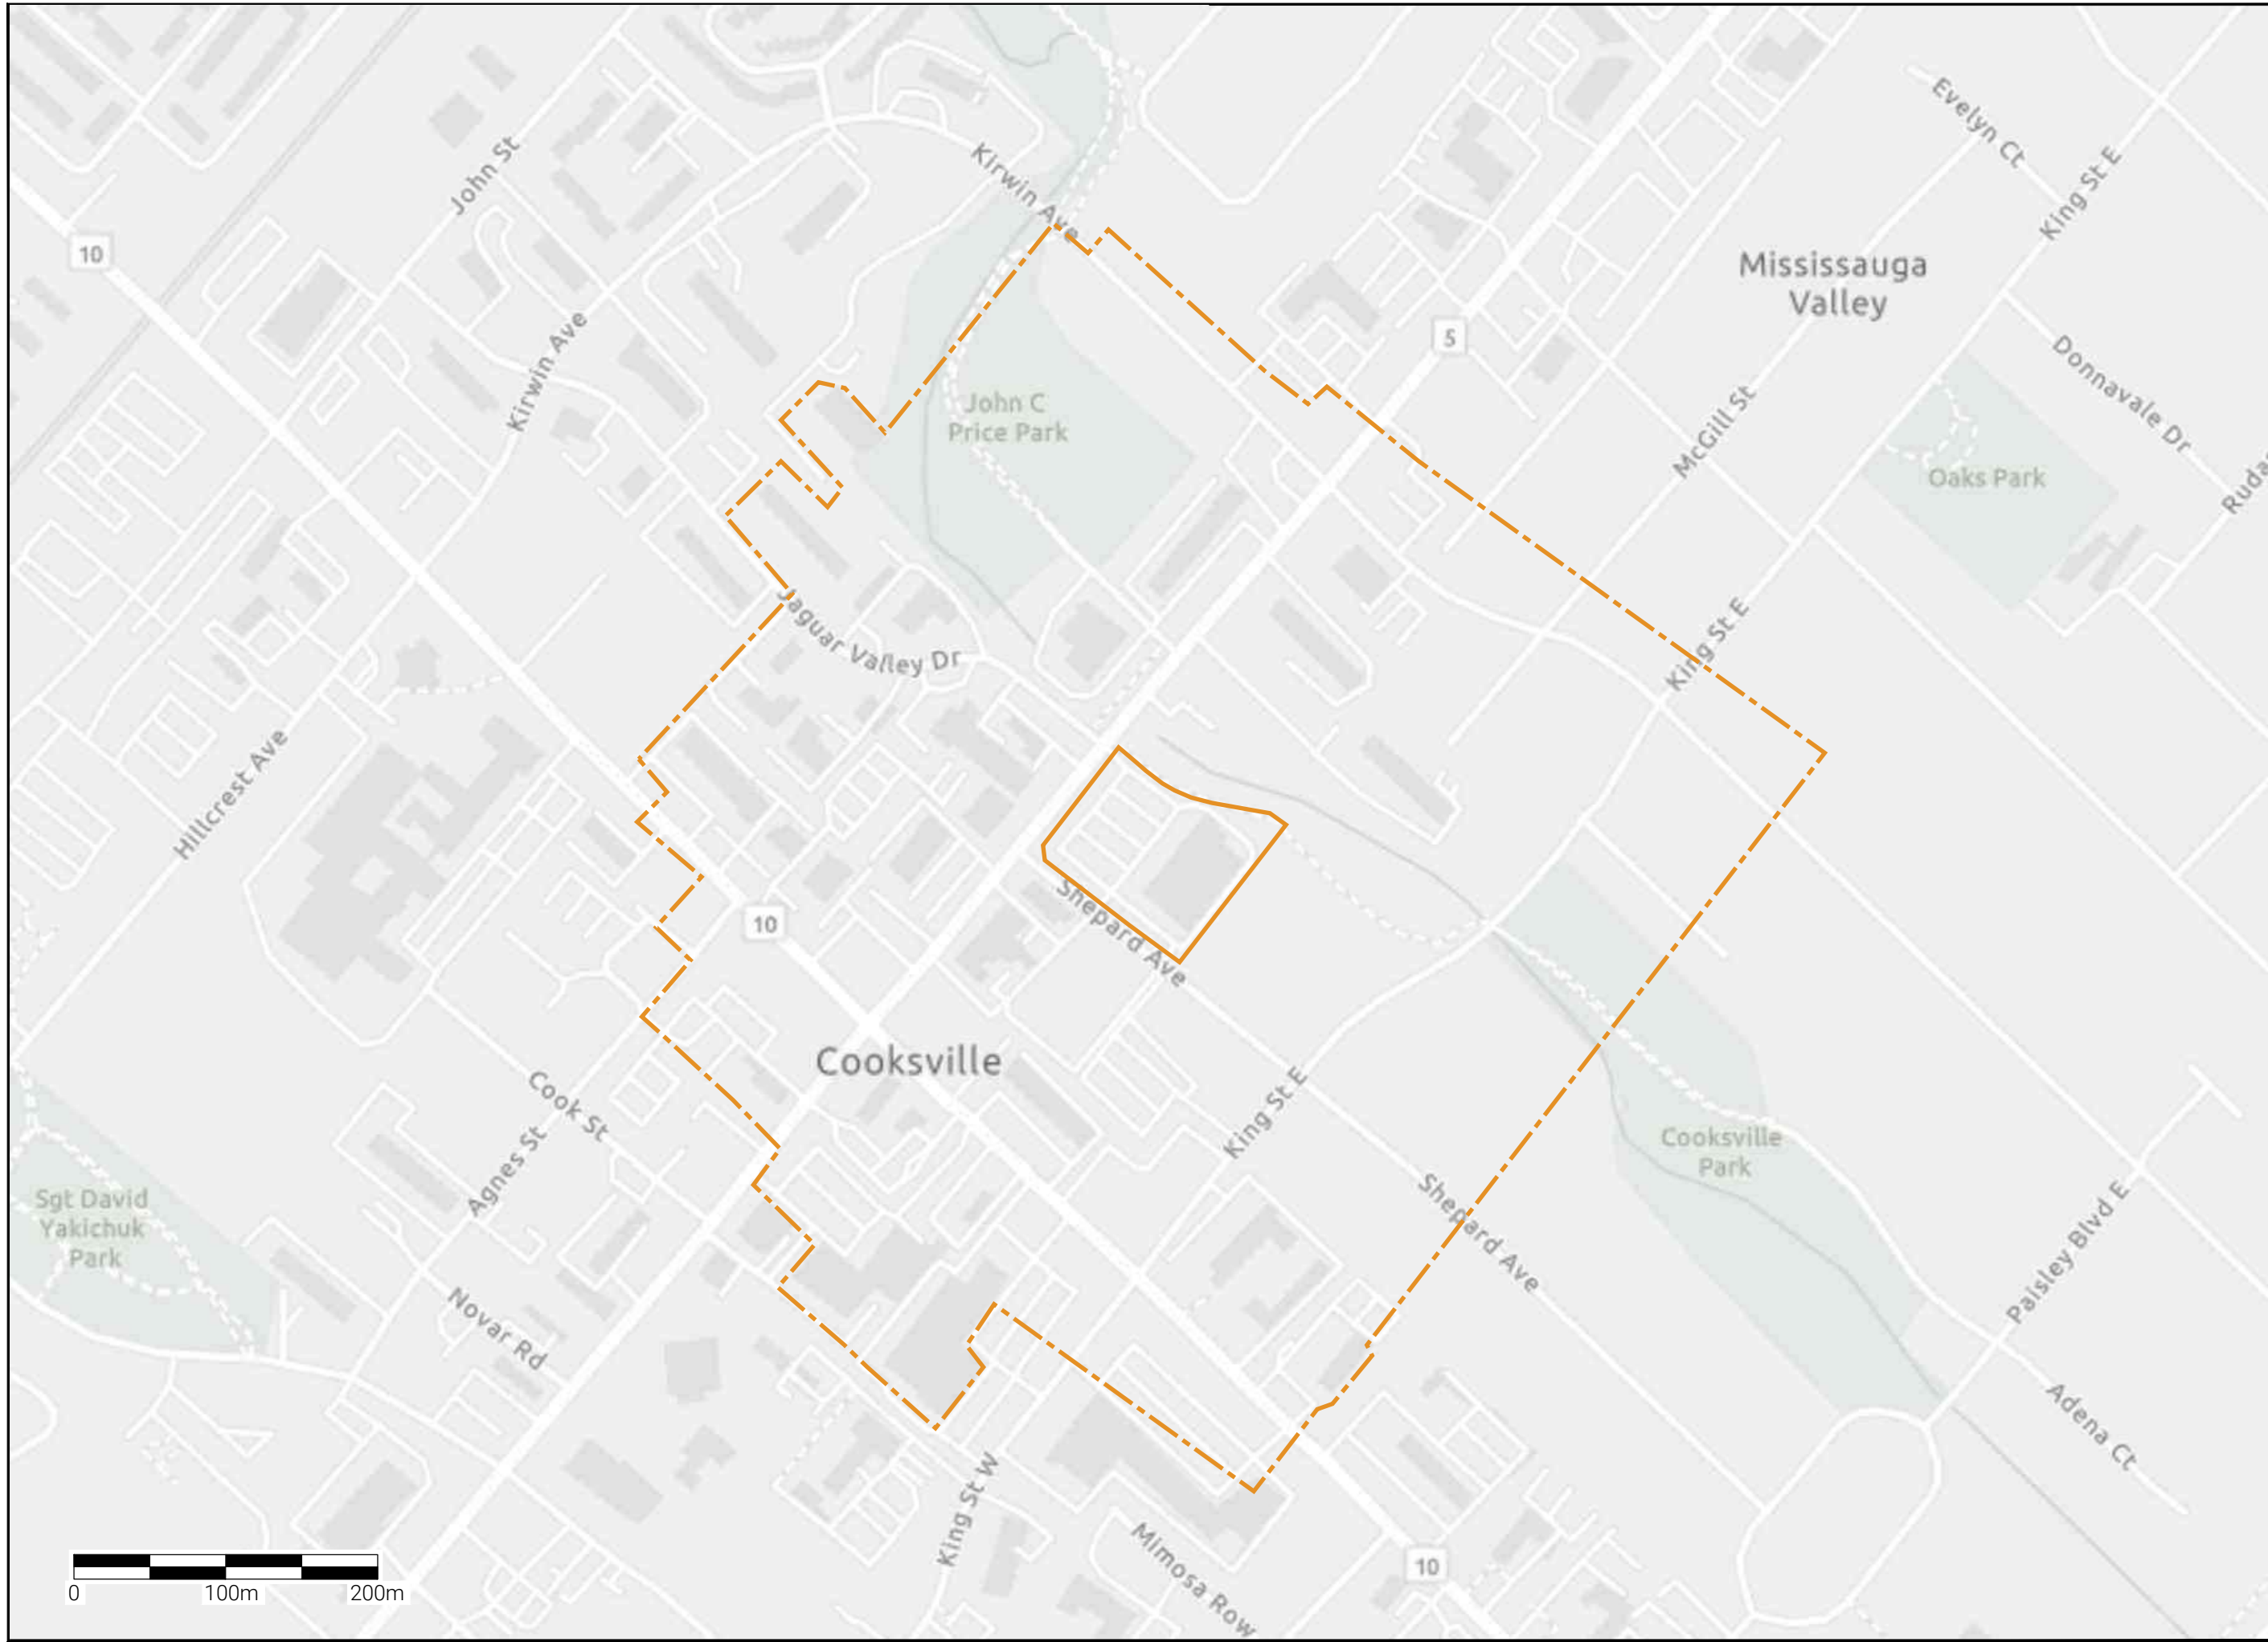 Evelyn Ct
John St
Kirwin Ave
King St E
10
Mississauga
Valley
5
Kirwin Ave
Donnavale Dr
John C
Price Park
McGill St
Oaks Park
Jaguar Valley Dr
King St E
Hillcrest Ave
Shepard Ave
10
Cooksville
Cook St
King St E
Cooksville
Park
Agnes St
Shepard Ave
Sgt David
Yakichuk
Park
Paisley Blvd E
Novar Rd
Adena Ct
King St W
Mimosa Row
10
0
100m
200m